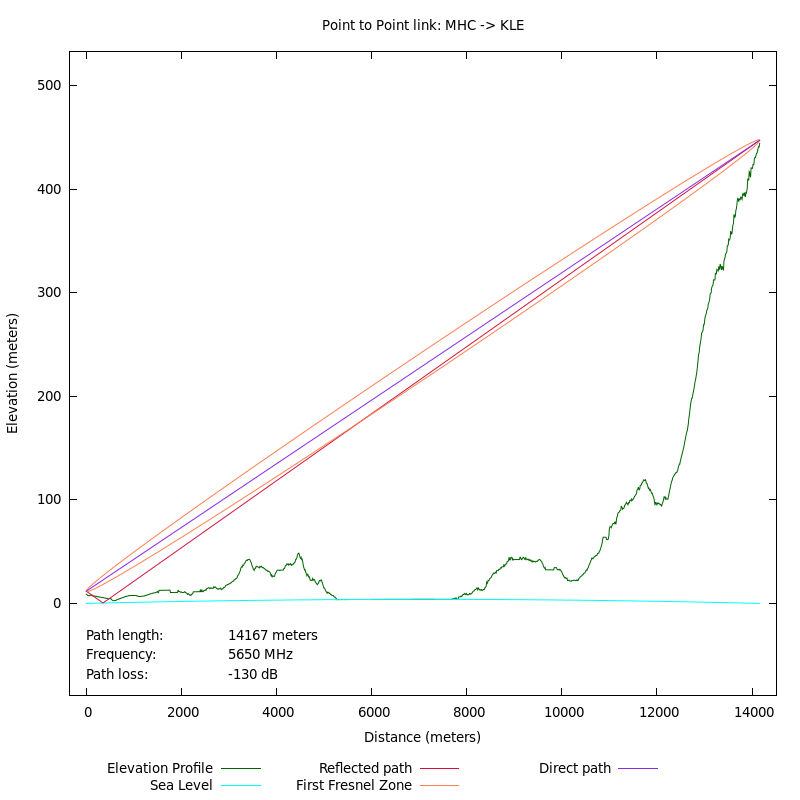 Point to Point link: MHC -> KLE
500
400
300
200
100
0
Elevation (meters)
Path length: 14167 meters
Frequency: 5650 MHz
Path loss: -130 dB
0 2000 4000 6000 8000 10000 12000 14000
Distance (meters)
Elevation Profile Reflected path Direct path
Sea Level First Fresnel Zone